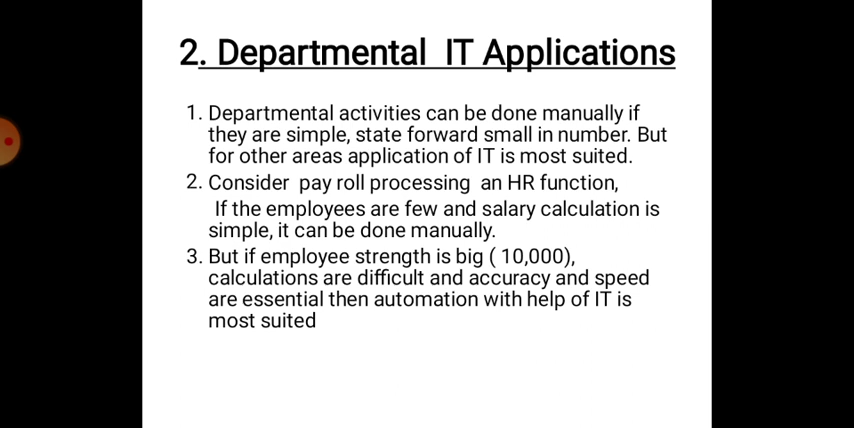 2. Departmental IT Applications
1. Departmental activities can be done manually if
they are simple, state forward small in number. But
for other areas application of IT is most suited.
2. Consider pay roll processing an HR function,
If the employees are few and salary calculation is
simple, it can be done manually.
3. But if employee strength is big ( 10,000),
calculations are difficult and accuracy and speed
are essential then automation with help of IT is
most suited